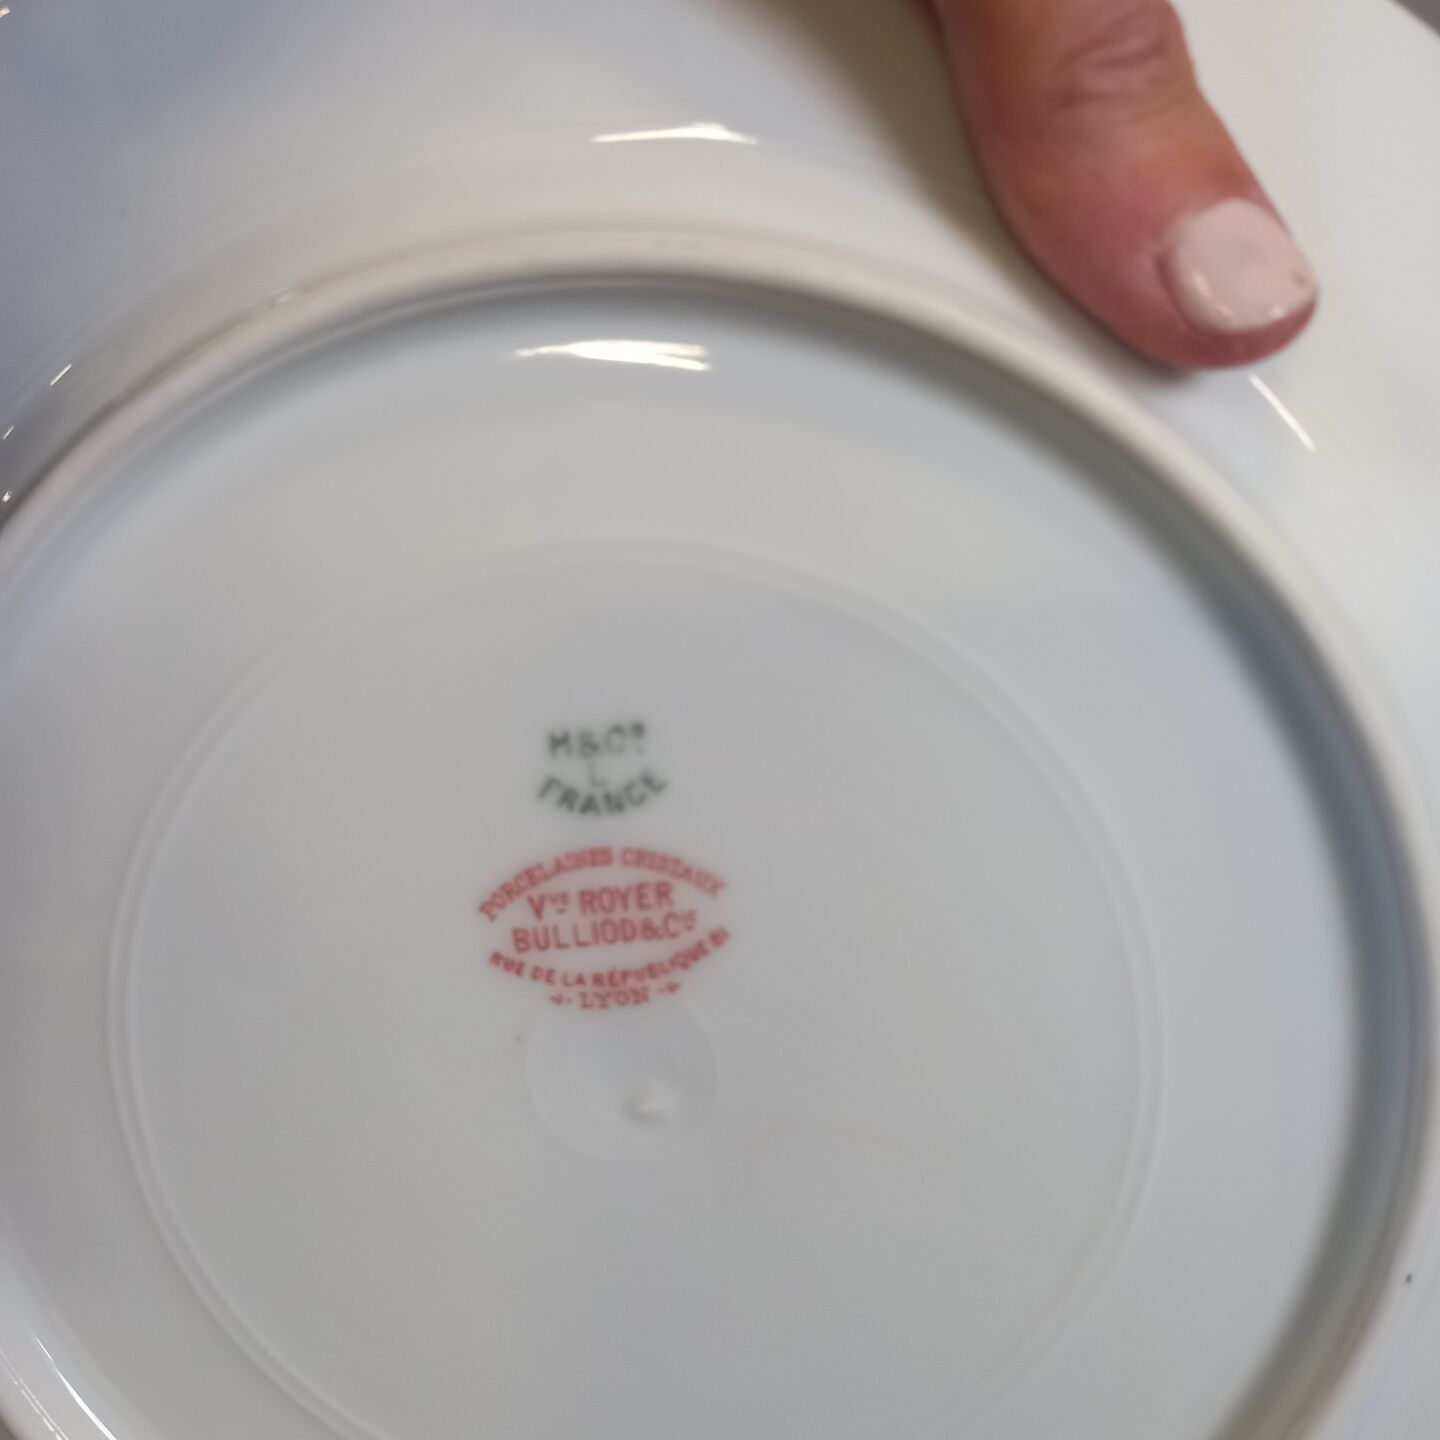 H&Cº
L
FRANCE
PORCELAINES CRISTAUX
Vve ROYER
BULLIOD&Cie
RUE DE LA RÉPUBLIQUE
LYON